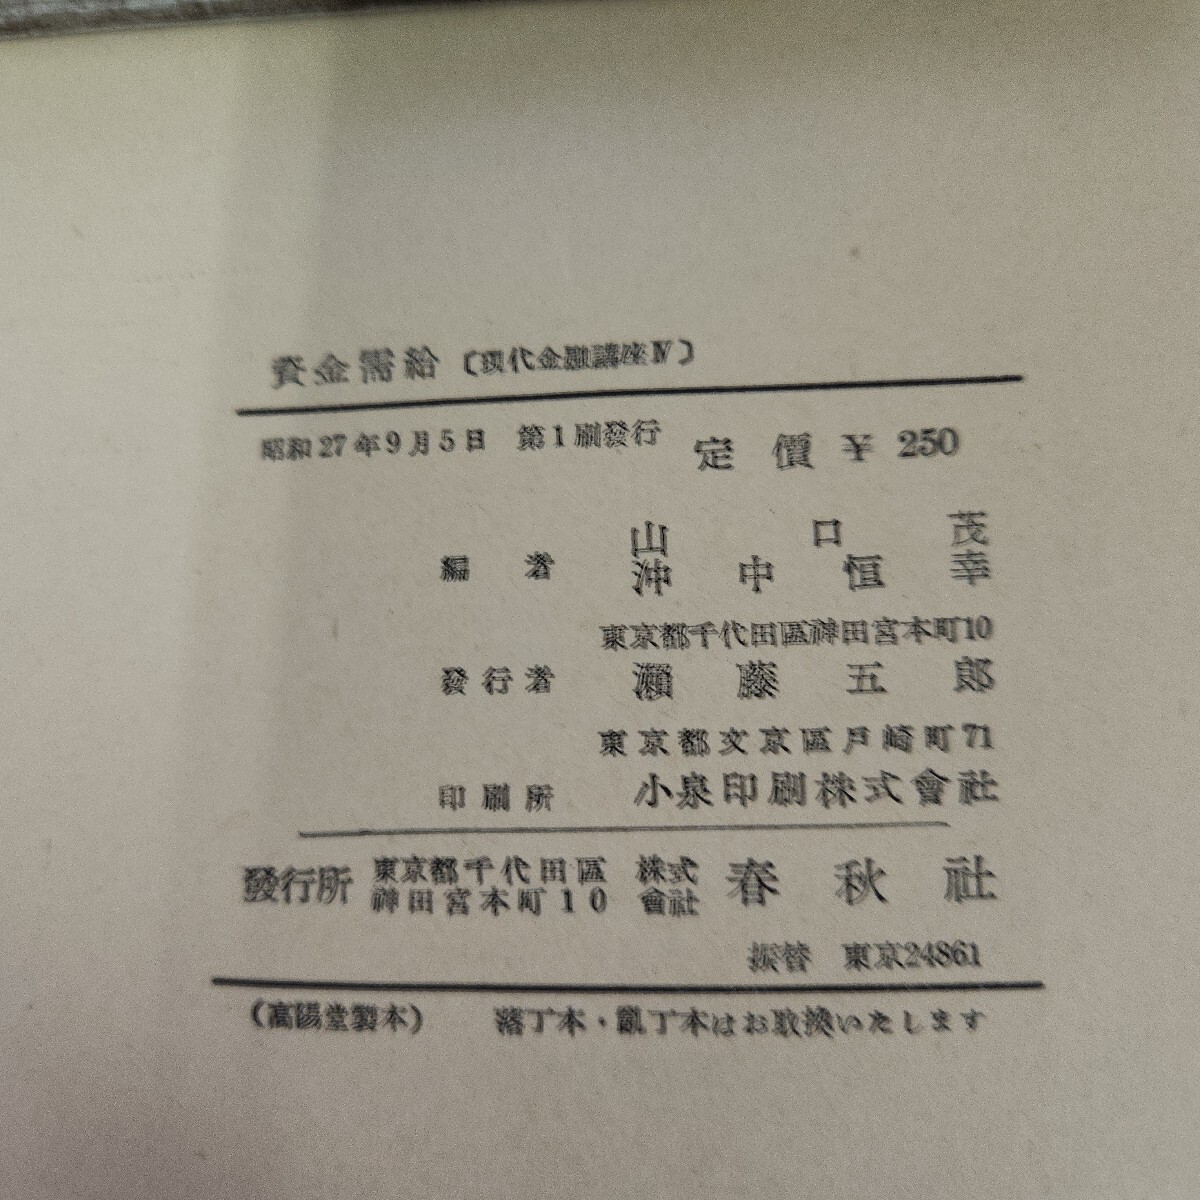 資金需給〔現代金融講座Ⅳ〕
昭和27年9月5日 第1刷發行 定價 ¥ 250
編者 山口茂
沖中恒幸
東京都千代田區神田宮本町10
發行者 瀬藤五郎
東京都文京區戸崎町71
印刷所 小泉印刷株式會社
發行所 東京都千代田區神田宮本町10 株式會社 春秋社
振替 東京24861
(高陽堂製本) 落丁本・亂丁本はお取換いたします